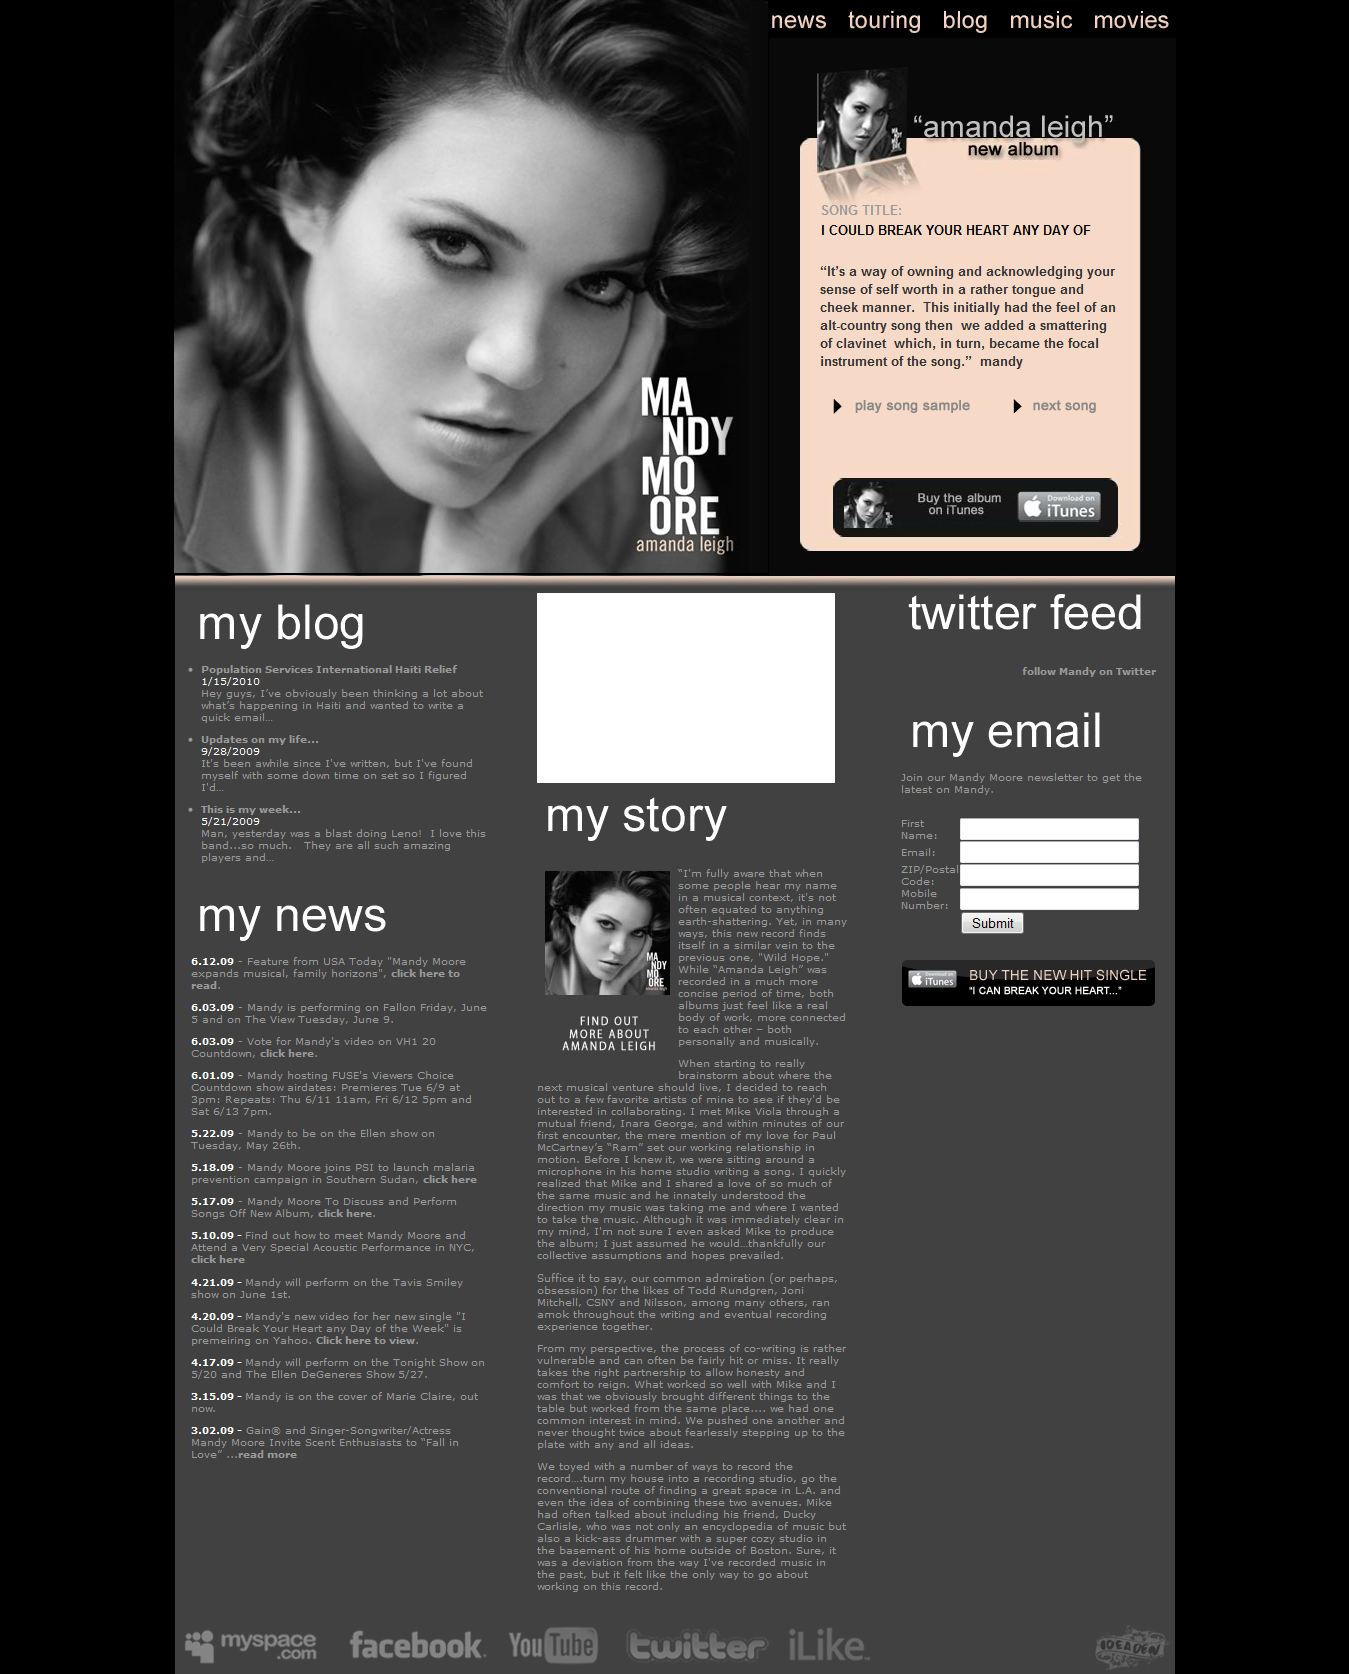 news touring blog music movies
“amanda leigh”
new album
SONG TITLE:
I COULD BREAK YOUR HEART ANY DAY OF
“It’s a way of owning and acknowledging your
sense of self worth in a rather tongue and
cheek manner. This initially had the feel of an
alt-country song then we added a smattering
of clavinet which, in turn, became the focal
instrument of the song.” mandy
play song sample next song
Buy the album
on iTunes
Download on
iTunes
MA
NDY
MO
ORE
amanda leigh
my blog
Population Services International Haiti Relief
1/15/2010
Hey guys, I’ve obviously been thinking a lot about
what’s happening in Haiti and wanted to write a
quick email...
Updates on my life...
9/28/2009
It's been awhile since I've written, but I've found
myself with some down time on set so I figured
I'd...
This is my week...
5/21/2009
Man, yesterday was a blast doing Leno! I love this
band...so much. They are all such amazing
players and...
my news
6.12.09 - Feature from USA Today "Mandy Moore
expands musical, family horizons", click here to
read.
6.03.09 - Mandy is performing on Fallon Friday, June
5 and on The View Tuesday, June 9.
6.03.09 - Vote for Mandy's video on VH1 20
Countdown, click here.
6.01.09 - Mandy hosting FUSE's Viewers Choice
Countdown show airdates: Premieres Tue 6/9 at
3pm: Repeats: Thu 6/11 11am, Fri 6/12 5pm and
Sat 6/13 7pm.
5.22.09 - Mandy to be on the Ellen show on
Tuesday, May 26th.
5.18.09 - Mandy Moore joins PSI to launch malaria
prevention campaign in Southern Sudan, click here
5.17.09 - Mandy Moore To Discuss and Perform
Songs Off New Album, click here.
5.10.09 - Find out how to meet Mandy Moore and
Attend a Very Special Acoustic Performance in NYC,
click here
4.21.09 - Mandy will perform on the Tavis Smiley
show on June 1st.
4.20.09 - Mandy's new video for her new single "I
Could Break Your Heart any Day of the Week" is
premeiring on Yahoo. Click here to view.
4.17.09 - Mandy will perform on the Tonight Show on
5/20 and The Ellen DeGeneres Show 5/27.
3.15.09 - Mandy is on the cover of Marie Claire, out
now.
3.02.09 - Gain® and Singer-Songwriter/Actress
Mandy Moore Invite Scent Enthusiasts to “Fall in
Love” ...read more
my story
MA
NDY
MO
ORE
FIND OUT
MORE ABOUT
AMANDA LEIGH
“I'm fully aware that when
some people hear my name
in a musical context, it's not
often equated to anything
earth-shattering. Yet, in many
ways, this new record finds
itself in a similar vein to the
previous one, "Wild Hope."
While “Amanda Leigh” was
recorded in a much more
concise period of time, both
albums just feel like a real
body of work, more connected
to each other – both
personally and musically.
When starting to really
brainstorm about where the
next musical venture should live, I decided to reach
out to a few favorite artists of mine to see if they'd be
interested in collaborating. I met Mike Viola through a
mutual friend, Inara George, and within minutes of our
first encounter, the mere mention of my love for Paul
McCartney’s “Ram” set our working relationship in
motion. Before I knew it, we were sitting around a
microphone in his home studio writing a song. I quickly
realized that Mike and I shared a love of so much of
the same music and he innately understood the
direction my music was taking me and where I wanted
to take the music. Although it was immediately clear in
my mind, I'm not sure I even asked Mike to produce
the album; I just assumed he would...thankfully our
collective assumptions and hopes prevailed.
Suffice it to say, our common admiration (or perhaps,
obsession) for the likes of Todd Rundgren, Joni
Mitchell, CSNY and Nilsson, among many others, ran
amok throughout the writing and eventual recording
experience together.
From my perspective, the process of co-writing is rather
vulnerable and can often be fairly hit or miss. It really
takes the right partnership to allow honesty and
comfort to reign. What worked so well with Mike and I
was that we obviously brought different things to the
table but worked from the same place.... we had one
common interest in mind. We pushed one another and
never thought twice about fearlessly stepping up to the
plate with any and all ideas.
We toyed with a number of ways to record the
record....turn my house into a recording studio, go the
conventional route of finding a great space in L.A. and
even the idea of combining these two avenues. Mike
had often talked about including his friend, Ducky
Carlisle, who was not only an encyclopedia of music but
also a kick-ass drummer with a super cozy studio in
the basement of his home outside of Boston. Sure, it
was a deviation from the way I've recorded music in
the past, but it felt like the only way to go about
working on this record.
twitter feed
follow Mandy on Twitter
my email
Join our Mandy Moore newsletter to get the
latest on Mandy.
First
Name:
Email:
ZIP/Postal
Code:
Mobile
Number:
Submit
Download on
iTunes
BUY THE NEW HIT SINGLE
"I CAN BREAK YOUR HEART..."
myspace.com facebook. YouTube twitter iLike. IDEADEN